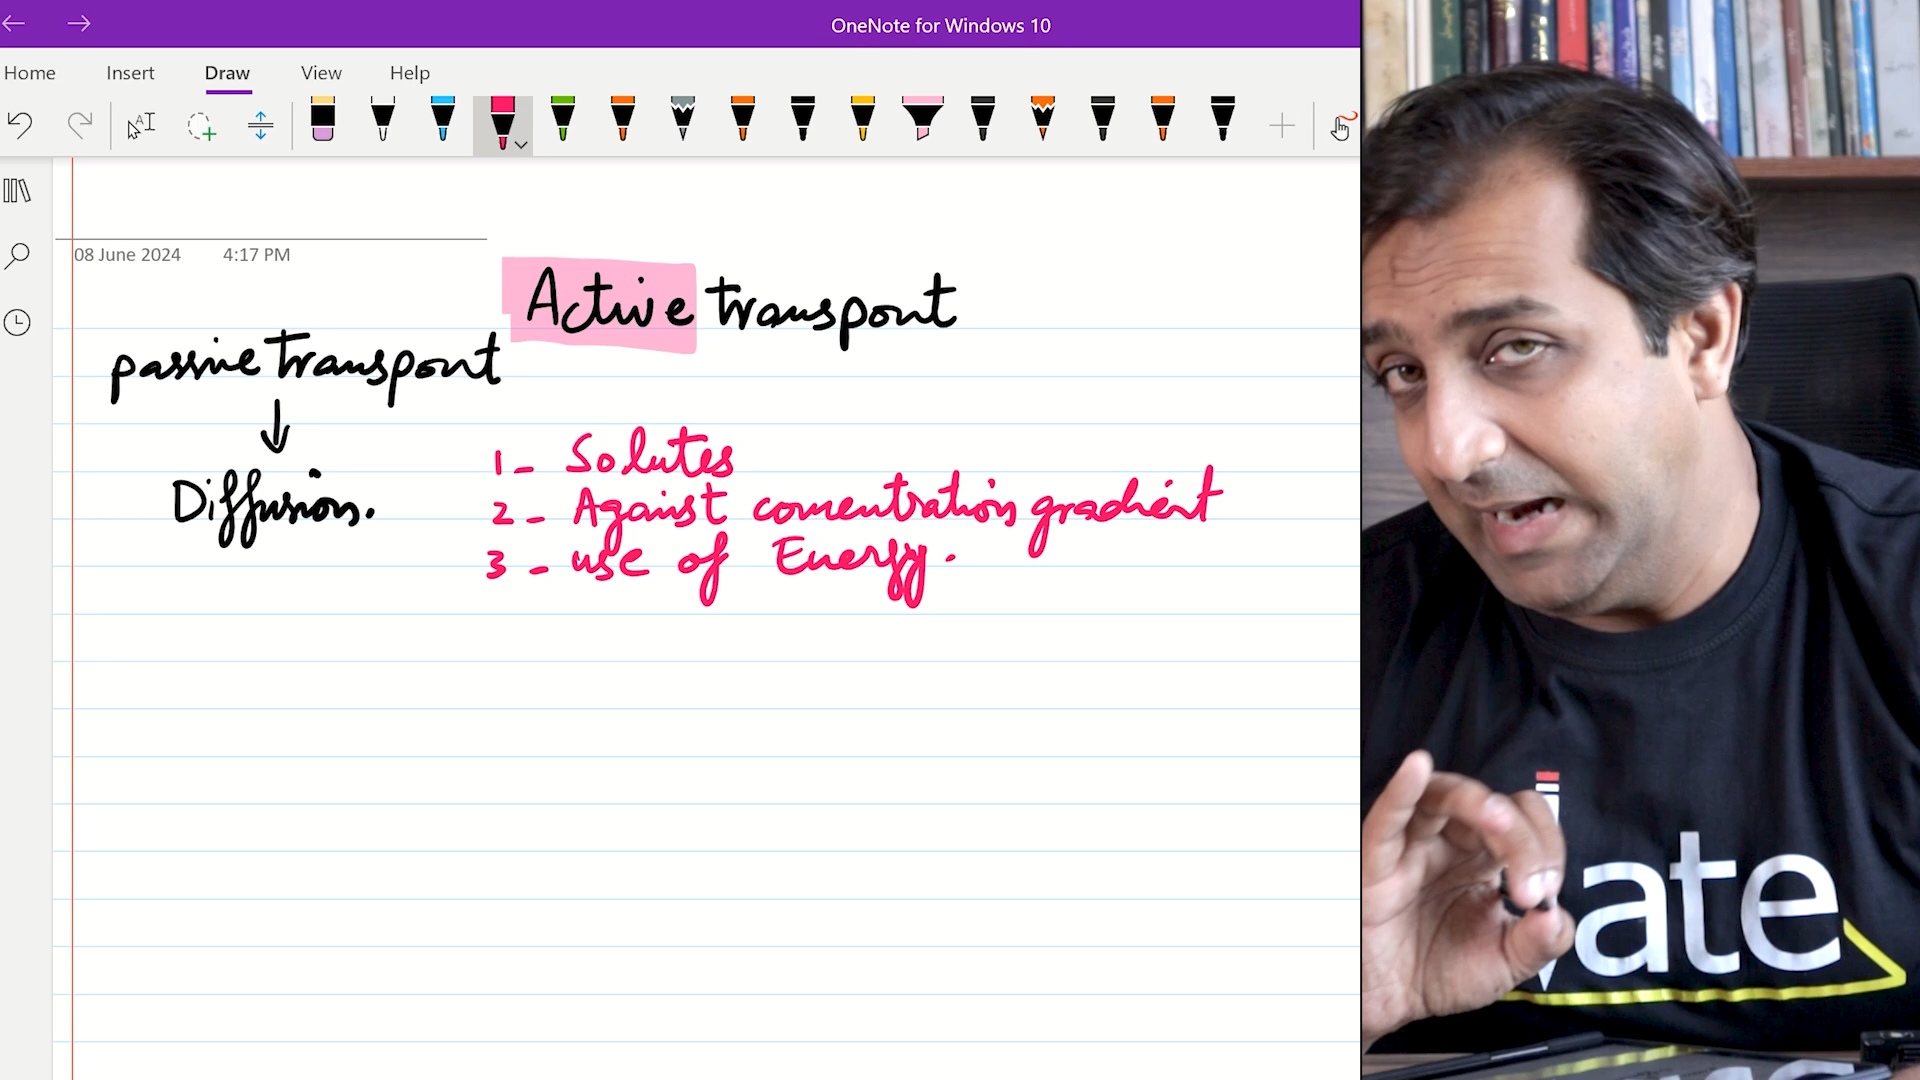 OneNote for Windows 10
Home Insert Draw View Help
08 June 2024 4:17 PM
Active transport
passive transport
Diffusion.
1- Solutes
2- Against concentration gradient
3- use of Energy.
vate